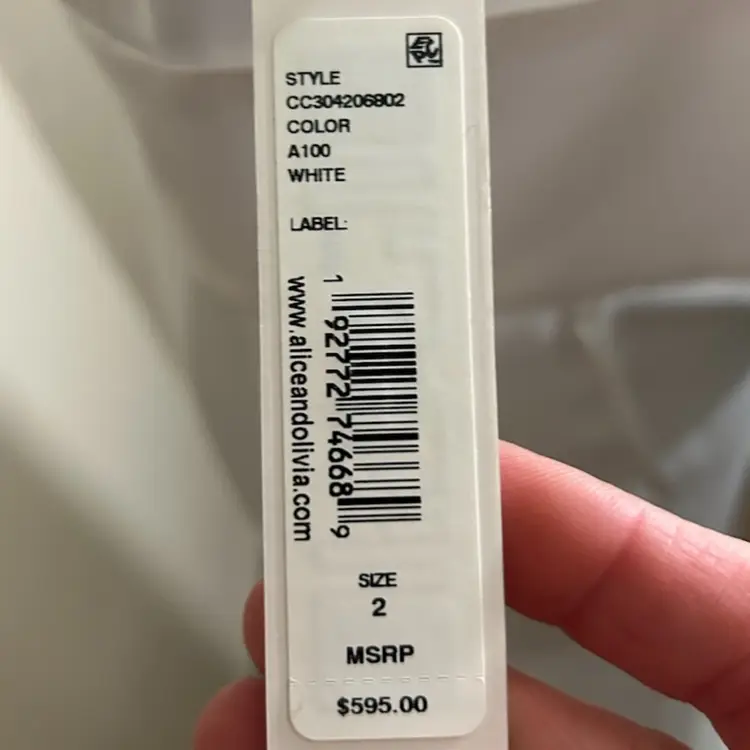 STYLE
CC304206802
COLOR
A100
WHITE
LABEL:
1 92772 74668 9
www.aliceandolivia.com
SIZE
2
MSRP
$595.00